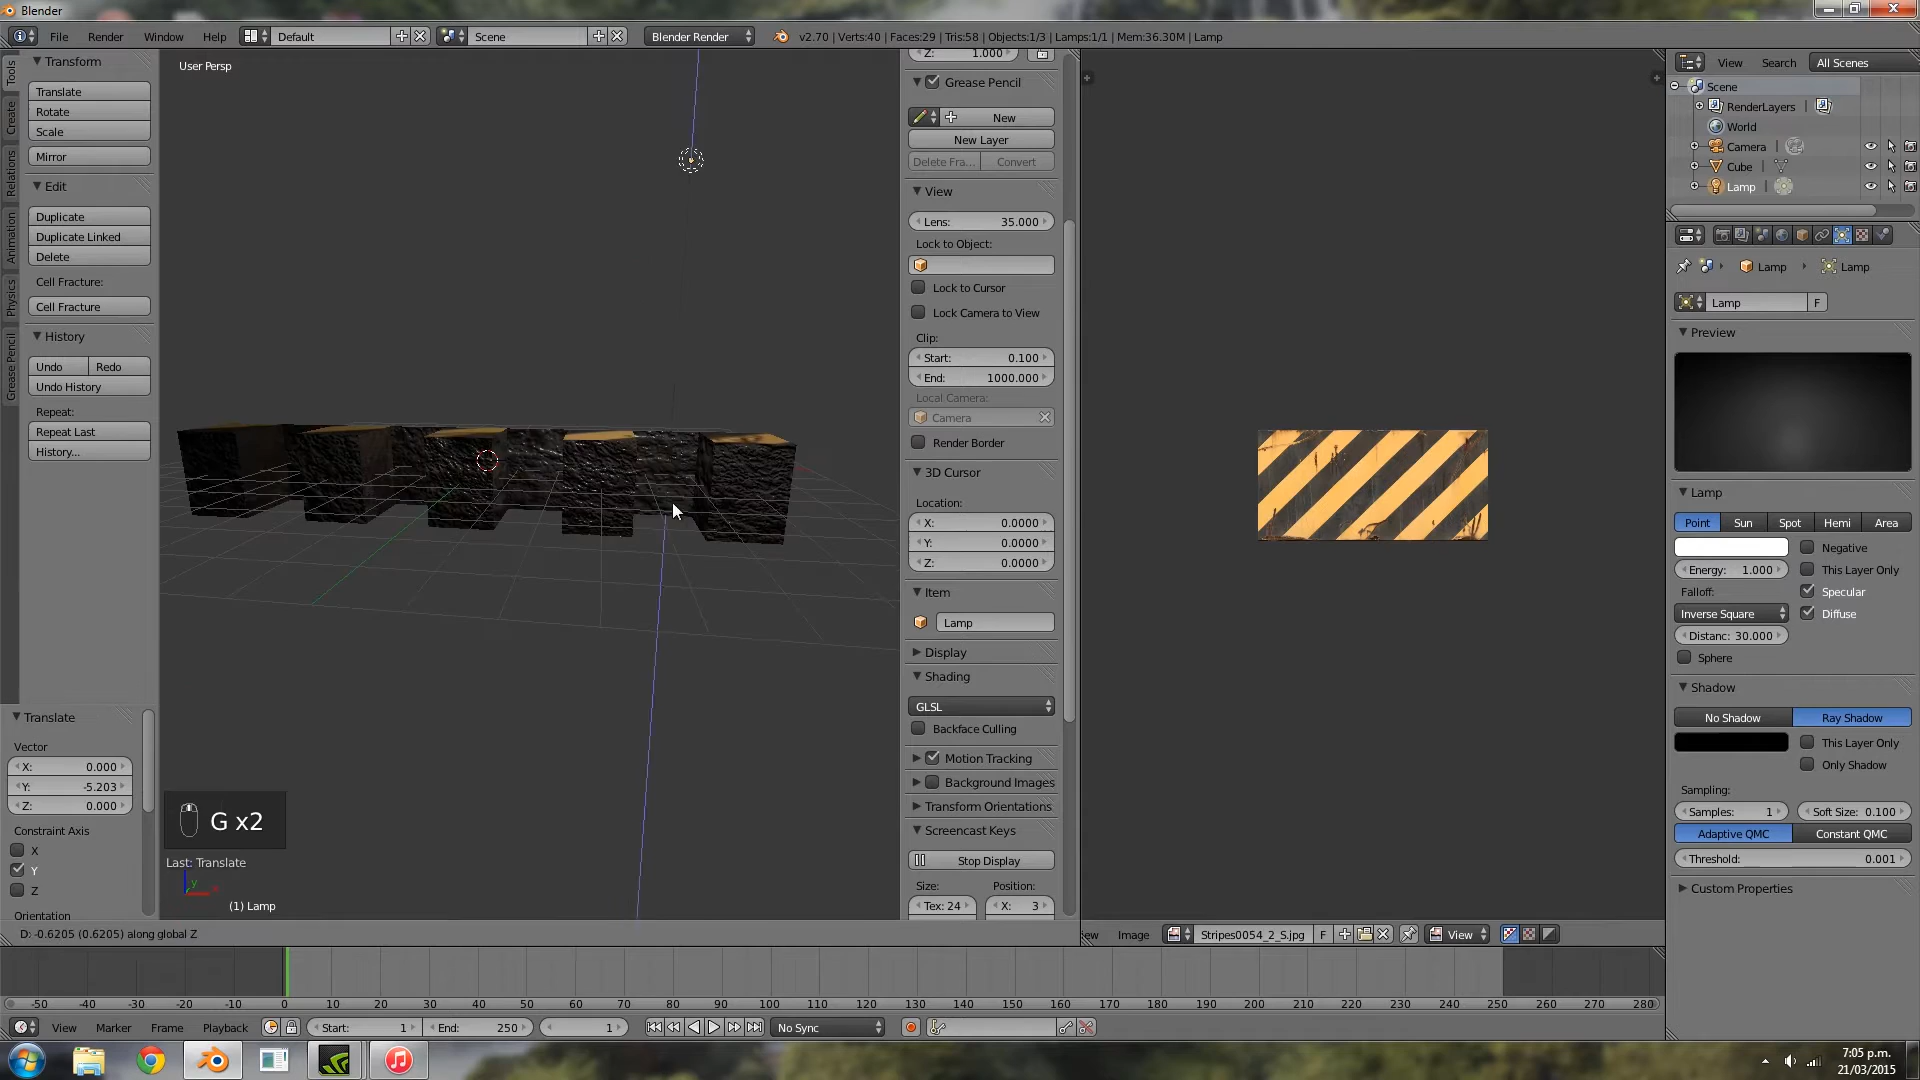 Blender
File Render Window Help Default Scene Blender Render v2.70 | Verts:40 | Faces:29 | Tris:58 | Objects:1/3 | Lamps:1/1 | Mem:36.30M | Lamp
Tools
Create
Relations
Animation
Physics
Grease Pencil
Transform
Translate
Rotate
Scale
Mirror
Edit
Duplicate
Duplicate Linked
Delete
Cell Fracture:
Cell Fracture
History
Undo Redo
Undo History
Repeat:
Repeat Last
History...
Translate
Vector
X: 0.000
Y: -5.203
Z: 0.000
Constraint Axis
X
Y
Z
Orientation
User Persp
G x2
Last: Translate
(1) Lamp
D: -0.6205 (0.6205) along global Z
Z: 1.000
Grease Pencil
New
New Layer
Delete Fra... Convert
View
Lens: 35.000
Lock to Object:
Lock to Cursor
Lock Camera to View
Clip:
Start: 0.100
End: 1000.000
Local Camera:
Camera
Render Border
3D Cursor
Location:
X: 0.0000
Y: 0.0000
Z: 0.0000
Item
Lamp
Display
Shading
GLSL
Backface Culling
Motion Tracking
Background Images
Transform Orientations
Screencast Keys
Stop Display
Size: Position:
Tex: 24 X: 3
Image Stripes0054_2_S.jpg F View
View Search All Scenes
Scene
RenderLayers
World
Camera
Cube
Lamp
Lamp Lamp
Lamp F
Preview
Lamp
Point Sun Spot Hemi Area
Negative
Energy: 1.000 This Layer Only
Falloff: Specular
Inverse Square Diffuse
Distanc: 30.000
Sphere
Shadow
No Shadow Ray Shadow
This Layer Only
Only Shadow
Sampling:
Samples: 1 Soft Size: 0.100
Adaptive QMC Constant QMC
Threshold: 0.001
Custom Properties
-50 -40 -30 -20 -10 0 10 20 30 40 50 60 70 80 90 100 110 120 130 140 150 160 170 180 190 200 210 220 230 240 250 260 270 280
View Marker Frame Playback Start: 1 End: 250 1 No Sync
7:05 p.m.
21/03/2015